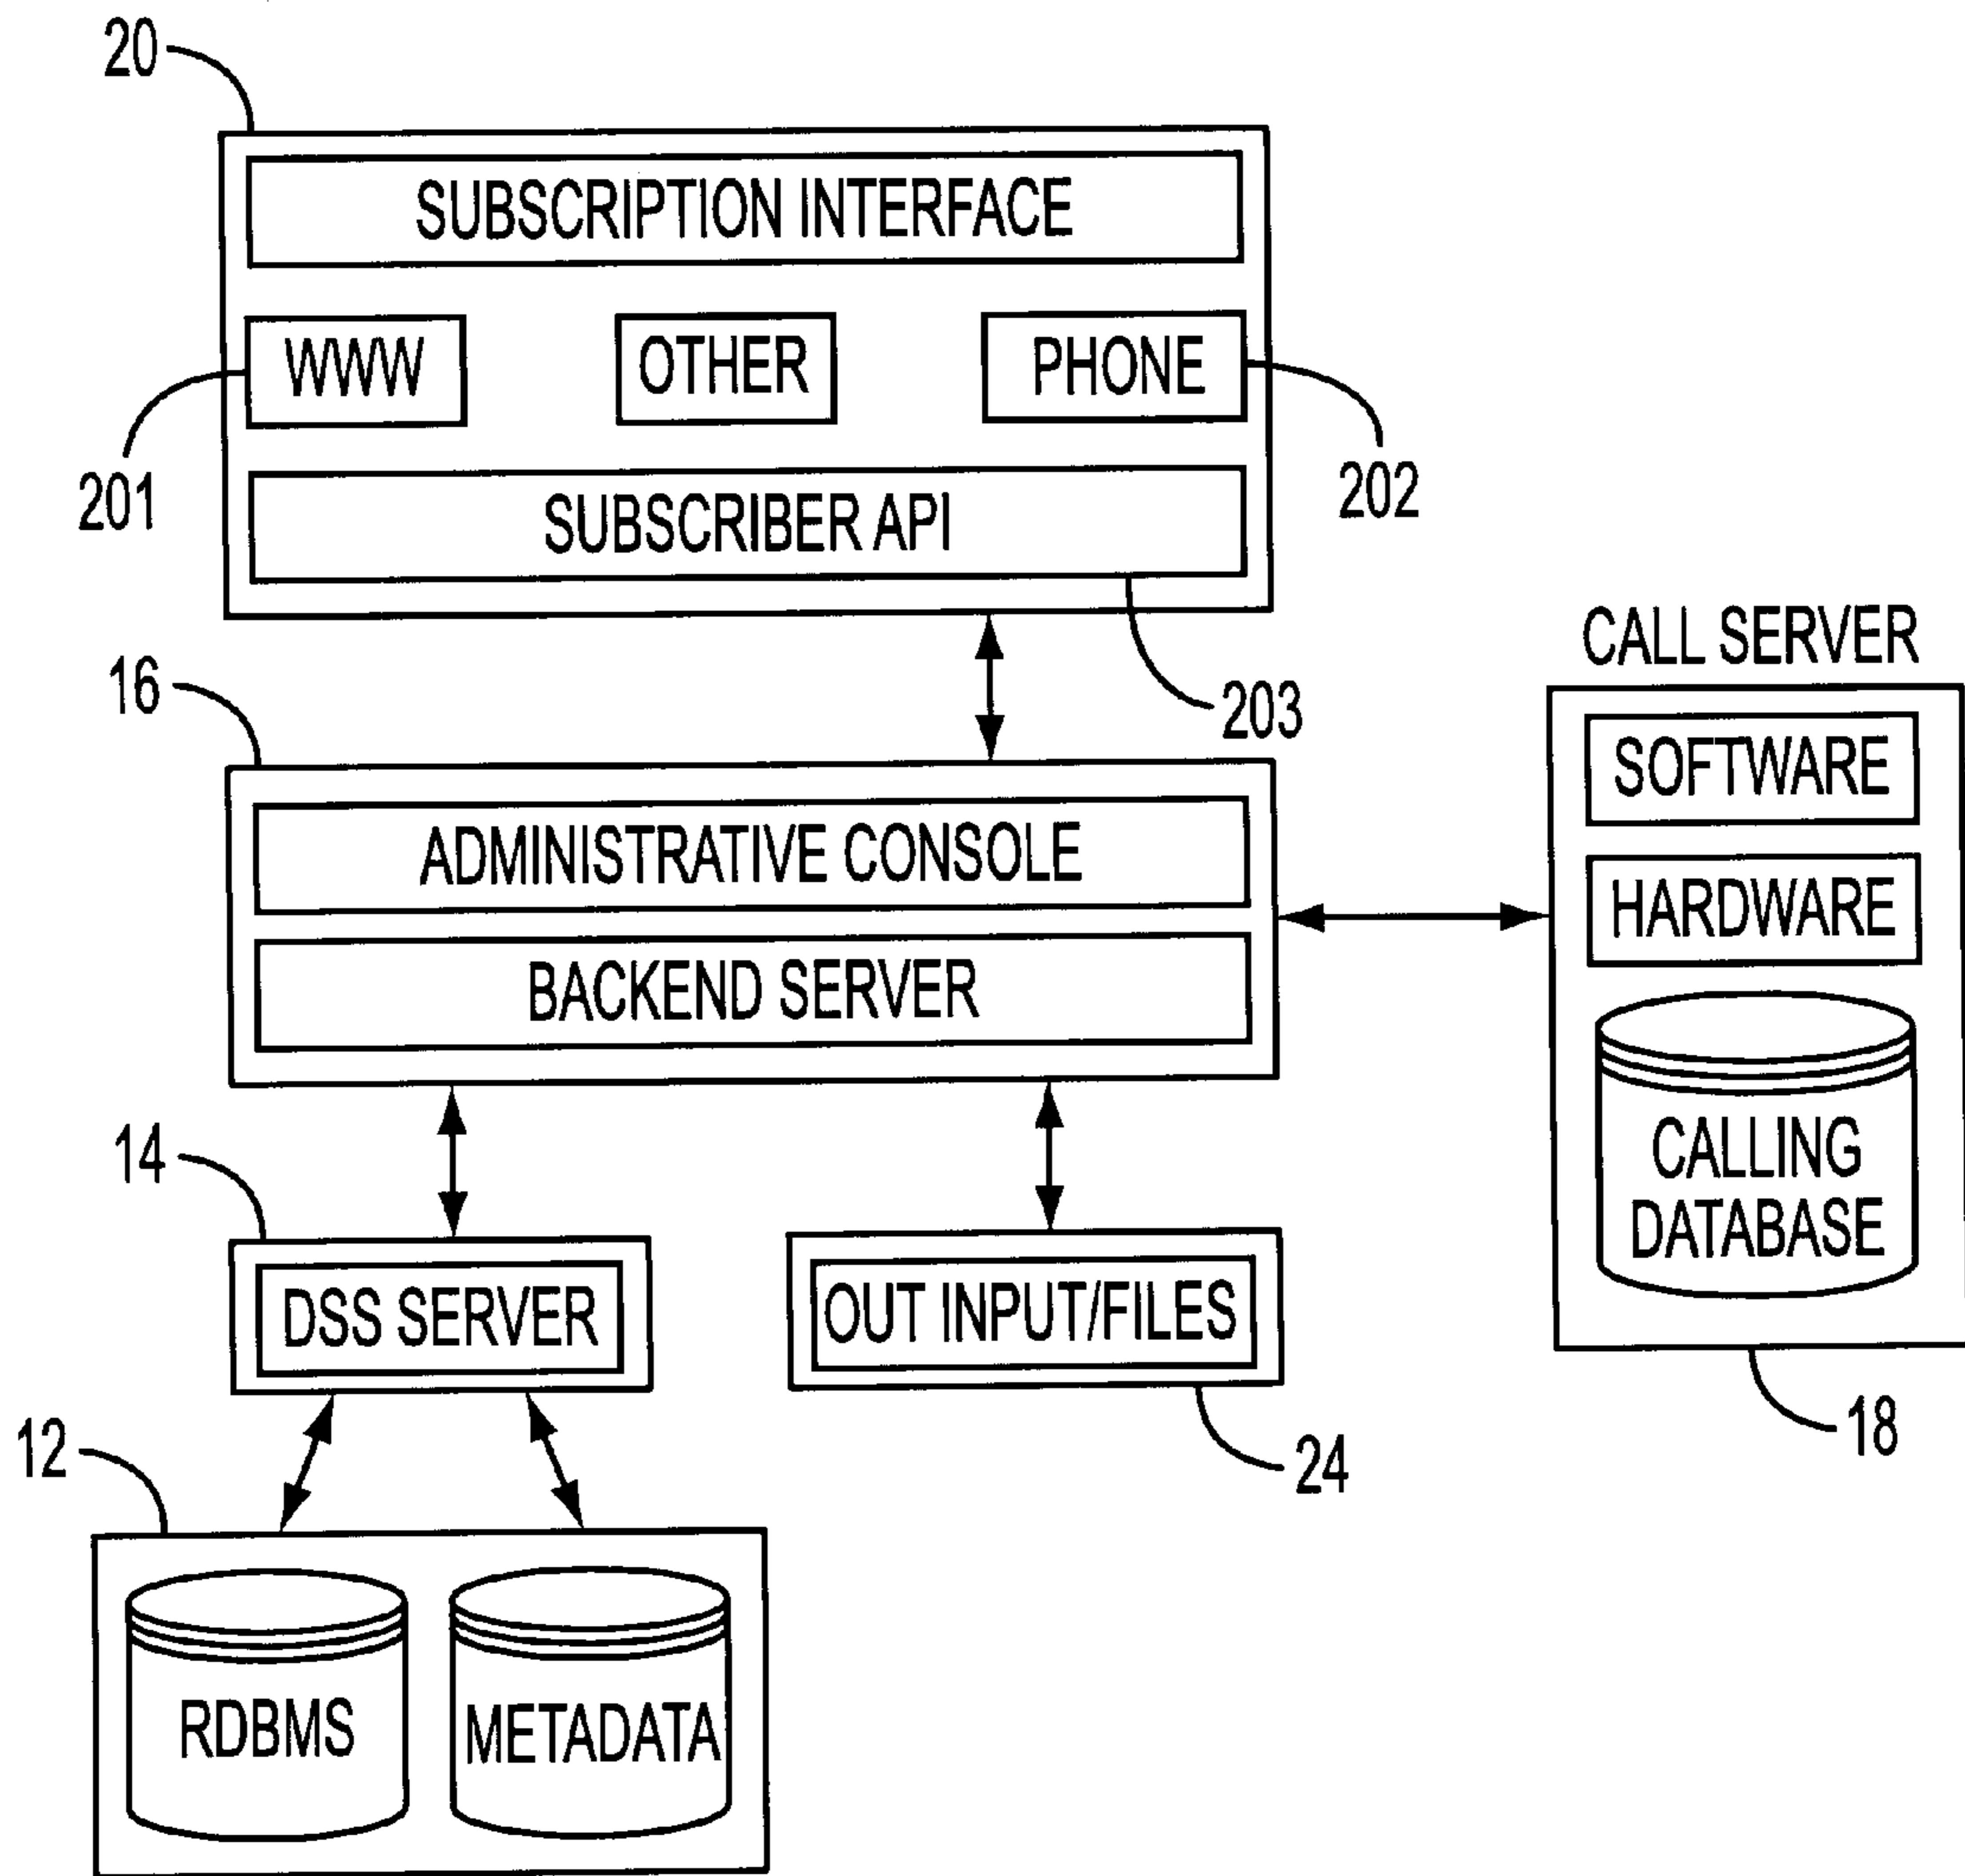 20
SUBSCRIPTION INTERFACE
WWW
OTHER
PHONE
201
202
SUBSCRIBER API
203
16
ADMINISTRATIVE CONSOLE
BACKEND SERVER
CALL SERVER
SOFTWARE
HARDWARE
CALLING
DATABASE
18
14
DSS SERVER
OUT INPUT/FILES
24
12
RDBMS
METADATA